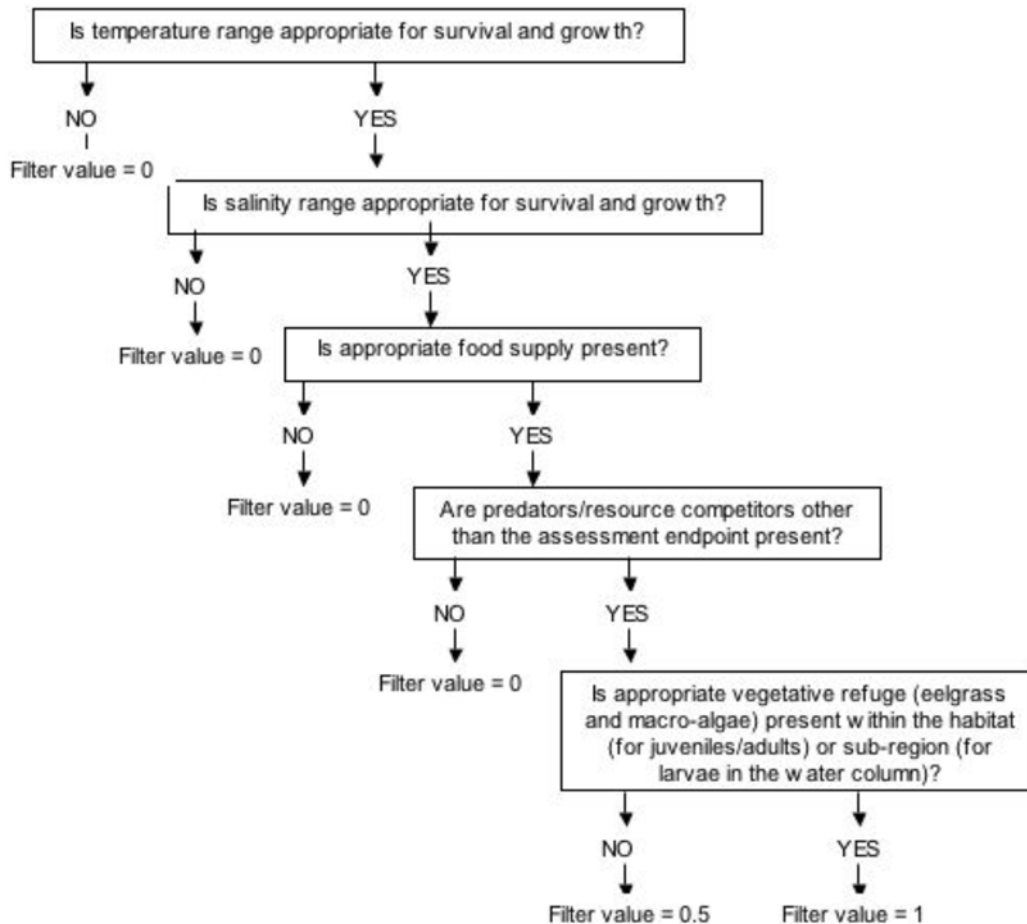 Is temperature range appropriate for survival and growth?
NO
YES
Filter value = 0
Is salinity range appropriate for survival and growth?
NO
YES
Filter value = 0
Is appropriate food supply present?
NO
YES
Filter value = 0
Are predators/resource competitors other
than the assessment endpoint present?
NO
YES
Filter value = 0
Is appropriate vegetative refuge (eelgrass
and macro-algae) present within the habitat
(for juveniles/adults) or sub-region (for
larvae in the water column)?
NO
YES
Filter value = 0.5
Filter value = 1